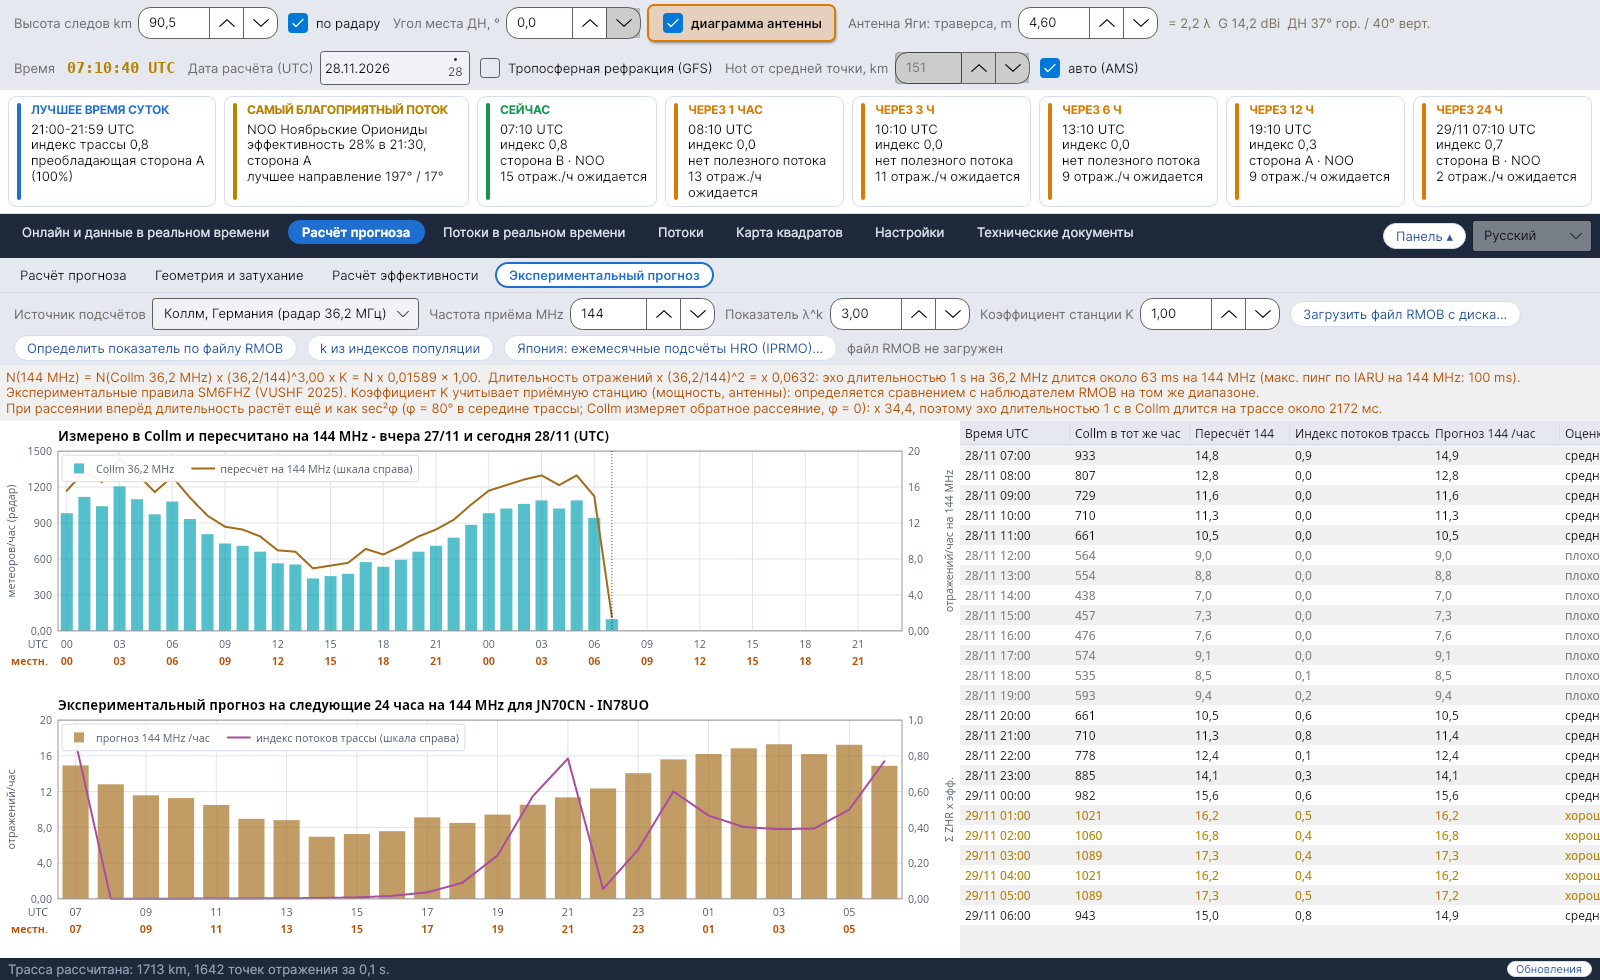 Высота следов km 90,5 по радару Угол места ДН, ° 0,0 диаграмма антенны Антенна Яги: траверса, m 4,60 = 2,2 λ G 14,2 dBi ДН 37° гор. / 40° верт.
Время 07:10:40 UTC Дата расчёта (UTC) 28.11.2026 28 Тропосферная рефракция (GFS) Hot от средней точки, km 151 авто (AMS)
ЛУЧШЕЕ ВРЕМЯ СУТОК
21:00-21:59 UTC
индекс трассы 0,8
преобладающая сторона A
(100%)
САМЫЙ БЛАГОПРИЯТНЫЙ ПОТОК
NOO Ноябрьские Ориониды
эффективность 28% в 21:30,
сторона A
лучшее направление 197° / 17°
СЕЙЧАС
07:10 UTC
индекс 0,8
сторона B · NOO
15 отраж./ч ожидается
ЧЕРЕЗ 1 ЧАС
08:10 UTC
индекс 0,0
нет полезного потока
13 отраж./ч
ожидается
ЧЕРЕЗ 3 Ч
10:10 UTC
индекс 0,0
нет полезного потока
11 отраж./ч ожидается
ЧЕРЕЗ 6 Ч
13:10 UTC
индекс 0,0
нет полезного потока
9 отраж./ч ожидается
ЧЕРЕЗ 12 Ч
19:10 UTC
индекс 0,3
сторона A · NOO
9 отраж./ч ожидается
ЧЕРЕЗ 24 Ч
29/11 07:10 UTC
индекс 0,7
сторона B · NOO
2 отраж./ч ожидается
Онлайн и данные в реальном времени Расчёт прогноза Потоки в реальном времени Потоки Карта квадратов Настройки Технические документы Панель ▴ Русский
Расчёт прогноза Геометрия и затухание Расчёт эффективности Экспериментальный прогноз
Источник подсчётов Коллм, Германия (радар 36,2 МГц) Частота приёма MHz 144 Показатель λ^k 3,00 Коэффициент станции K 1,00 Загрузить файл RMOB с диска...
Определить показатель по файлу RMOB k из индексов популяции Япония: ежемесячные подсчёты HRO (IPRMO)... файл RMOB не загружен
N(144 MHz) = N(Collm 36,2 MHz) x (36,2/144)^3,00 x K = N x 0,01589 × 1,00. Длительность отражений x (36,2/144)^2 = x 0,0632: эхо длительностью 1 s на 36,2 MHz длится около 63 ms на 144 MHz (макс. пинг по IARU на 144 MHz: 100 ms).
Экспериментальные правила SM6FHZ (VUSHF 2025). Коэффициент K учитывает приёмную станцию (мощность, антенны): определяется сравнением с наблюдателем RMOB на том же диапазоне.
При рассеянии вперёд длительность растёт ещё и как sec²φ (φ = 80° в середине трассы; Collm измеряет обратное рассеяние, φ = 0): x 34,4, поэтому эхо длительностью 1 с в Collm длится на трассе около 2172 мс.
Измерено в Collm и пересчитано на 144 MHz - вчера 27/11 и сегодня 28/11 (UTC)
Collm 36,2 MHz пересчёт на 144 MHz (шкала справа)
метеоров/час (радар)
1500
1200
900
600
300
0,00
20
16
12
8,0
4,0
0,00
отражений/час на 144 MHz
UTC 00 03 06 09 12 15 18 21 00 03 06 09 12 15 18 21
местн. 00 03 06 09 12 15 18 21 00 03 06 09 12 15 18 21
Экспериментальный прогноз на следующие 24 часа на 144 MHz для JN70CN - IN78UO
прогноз 144 MHz /час индекс потоков трассы (шкала справа)
отражений/час
20
16
12
8,0
4,0
0,00
1,0
0,80
0,60
0,40
0,20
0,00
Σ ZHR x эфф.
UTC 07 09 11 13 15 17 19 21 23 01 03 05
местн. 07 09 11 13 15 17 19 21 23 01 03 05
Время UTC Collm в тот же час Пересчёт 144 Индекс потоков трассы Прогноз 144 /час Оценк
28/11 07:00 933 14,8 0,9 14,9 средн
28/11 08:00 807 12,8 0,0 12,8 средн
28/11 09:00 729 11,6 0,0 11,6 средн
28/11 10:00 710 11,3 0,0 11,3 средн
28/11 11:00 661 10,5 0,0 10,5 средн
28/11 12:00 564 9,0 0,0 9,0 плохо
28/11 13:00 554 8,8 0,0 8,8 плохо
28/11 14:00 438 7,0 0,0 7,0 плохо
28/11 15:00 457 7,3 0,0 7,3 плохо
28/11 16:00 476 7,6 0,0 7,6 плохо
28/11 17:00 574 9,1 0,0 9,1 плохо
28/11 18:00 535 8,5 0,1 8,5 плохо
28/11 19:00 593 9,4 0,2 9,4 плохо
28/11 20:00 661 10,5 0,6 10,5 средн
28/11 21:00 710 11,3 0,8 11,4 средн
28/11 22:00 778 12,4 0,1 12,4 средн
28/11 23:00 885 14,1 0,3 14,1 средн
29/11 00:00 982 15,6 0,6 15,6 средн
29/11 01:00 1021 16,2 0,5 16,2 хорош
29/11 02:00 1060 16,8 0,4 16,8 хорош
29/11 03:00 1089 17,3 0,4 17,3 хорош
29/11 04:00 1021 16,2 0,4 16,2 хорош
29/11 05:00 1089 17,3 0,5 17,2 хорош
29/11 06:00 943 15,0 0,8 14,9 средн
Трасса рассчитана: 1713 km, 1642 точек отражения за 0,1 s. Обновления